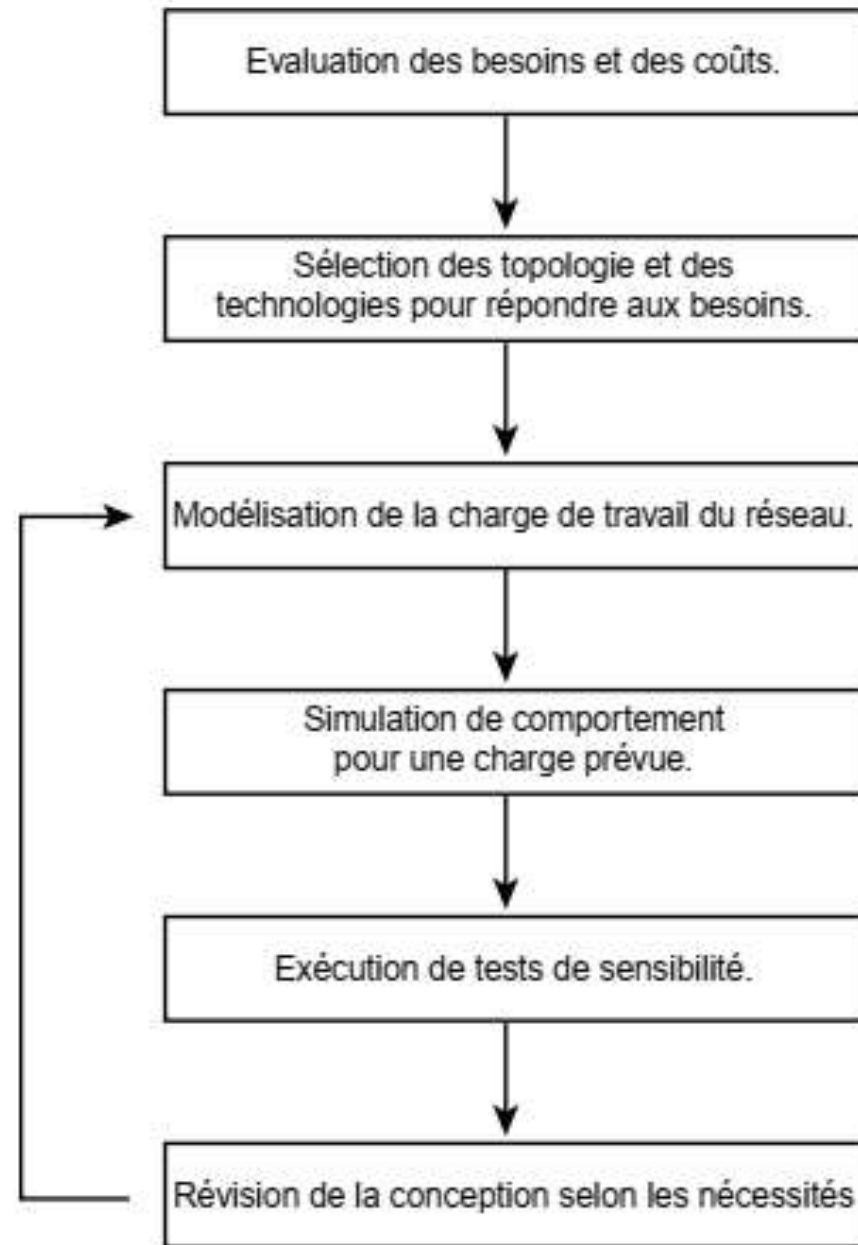 Evaluation des besoins et des coûts.
Sélection des topologie et des
technologies pour répondre aux besoins.
Modélisation de la charge de travail du réseau.
Simulation de comportement
pour une charge prévue.
Exécution de tests de sensibilité.
Révision de la conception selon les nécessités